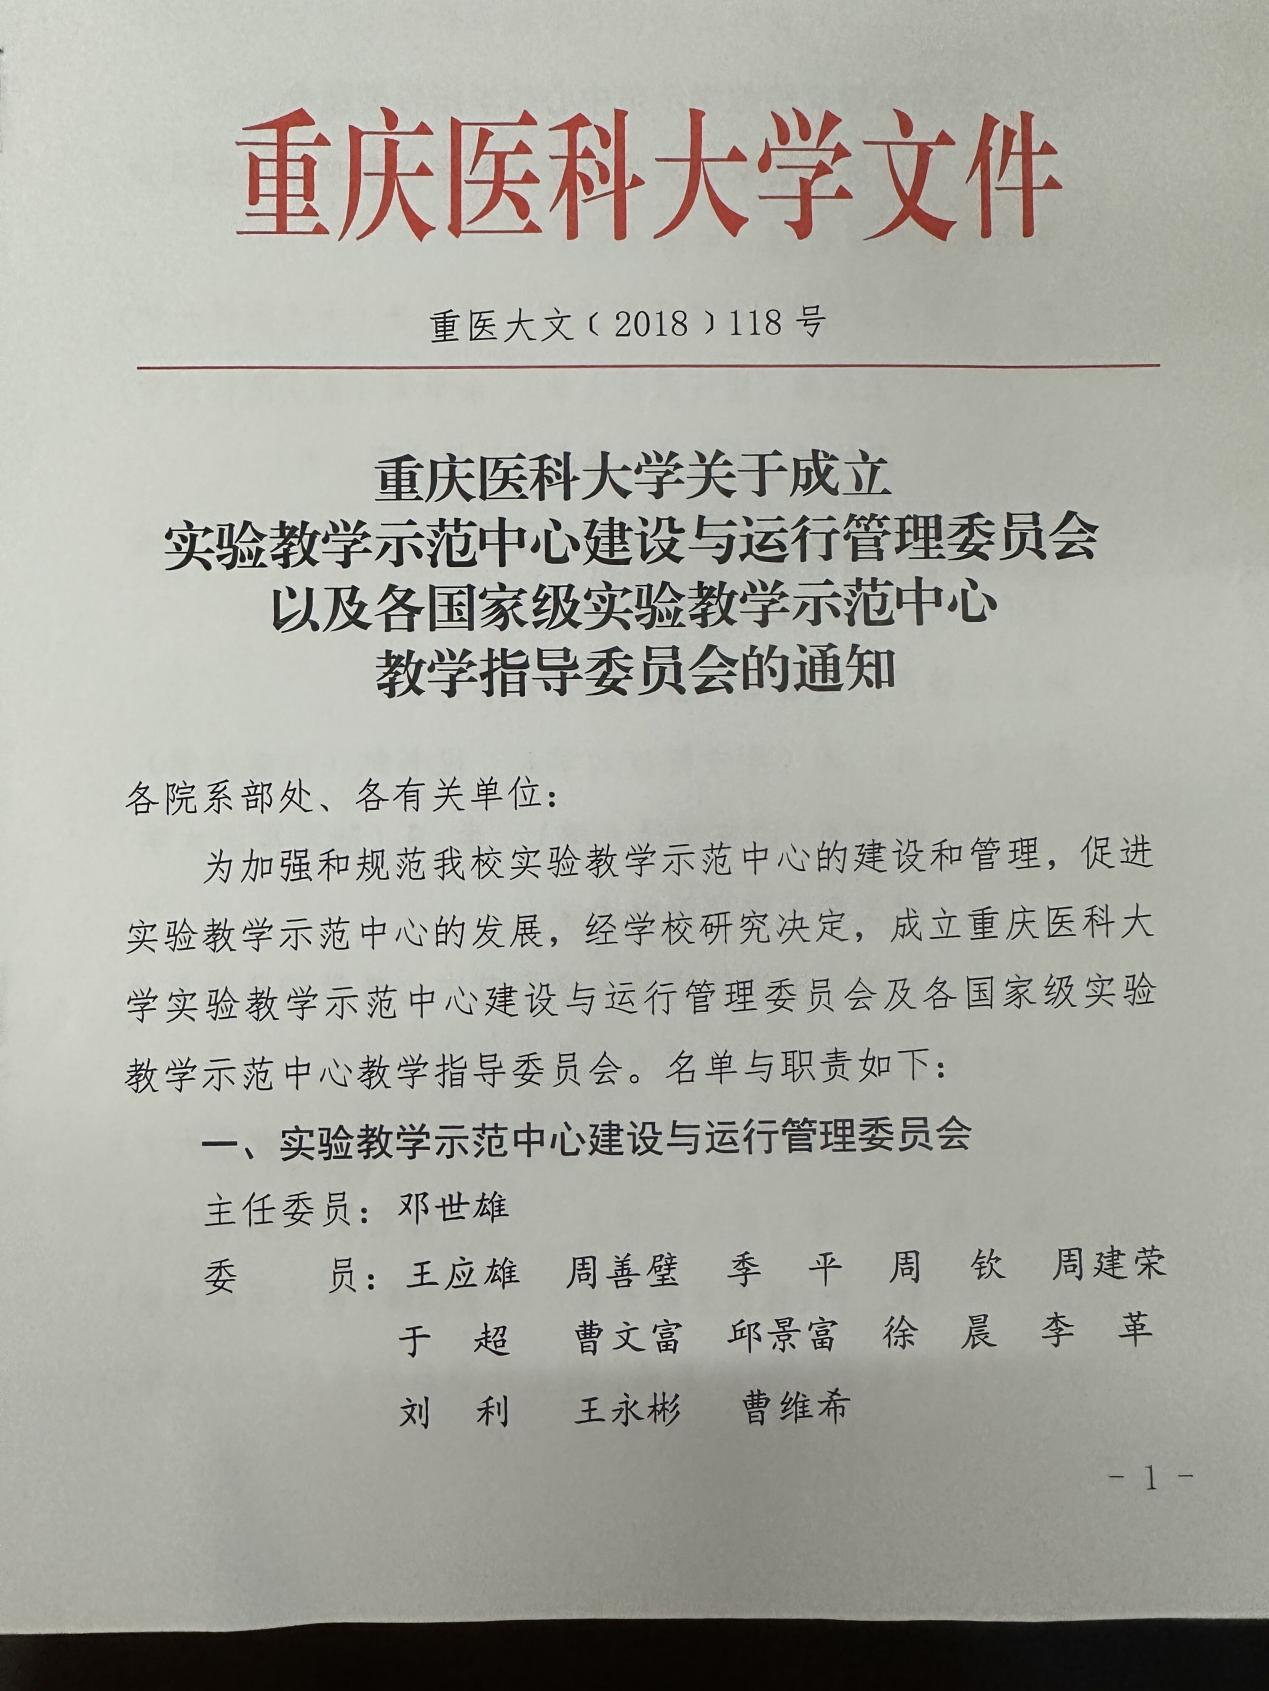 重庆医科大学文件
重医大文﹝2018﹞118号
重庆医科大学关于成立
实验教学示范中心建设与运行管理委员会
以及各国家级实验教学示范中心
教学指导委员会的通知
各院系部处、各有关单位：
为加强和规范我校实验教学示范中心的建设和管理，促进
实验教学示范中心的发展，经学校研究决定，成立重庆医科大
学实验教学示范中心建设与运行管理委员会及各国家级实验
教学示范中心教学指导委员会。名单与职责如下：
一、实验教学示范中心建设与运行管理委员会
主任委员：邓世雄
委 员：王应雄 周善璧 季 平 周 钦 周建荣
于 超 曹文富 邱景富 徐 晨 李 革
刘 利 王永彬 曹维希
- 1 -